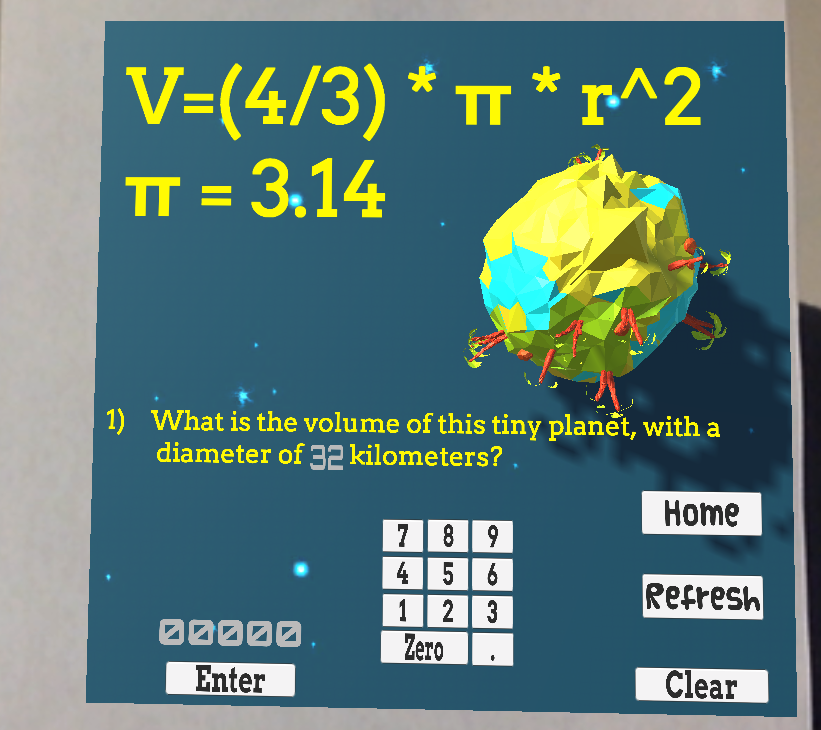 V=(4/3) * π * r^2
π = 3.14
1) What is the volume of this tiny planet, with a
diameter of 32 kilometers?
7 8 9
4 5 6
1 2 3
Zero .
00000
Enter
Home
Refresh
Clear